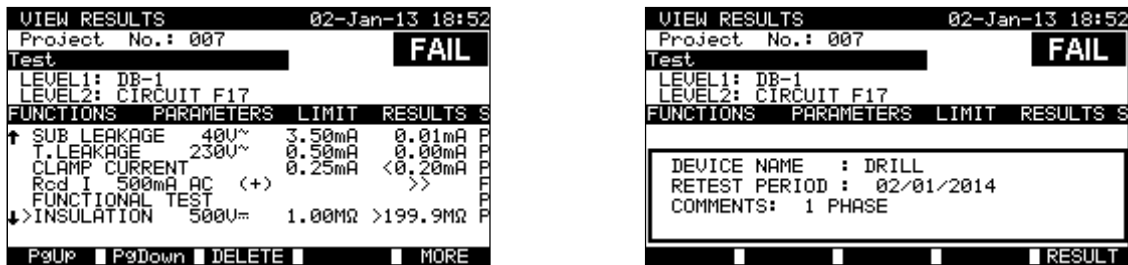 VIEW RESULTS 02-Jan-13 18:52
Project No.: 007
FAIL
Test
LEVEL1: DB-1
LEVEL2: CIRCUIT F17
FUNCTIONS PARAMETERS LIMIT RESULTS S
↑ SUB LEAKAGE 40V~ 3.50mA 0.01mA P
T.LEAKAGE 230V~ 0.50mA 0.00mA P
CLAMP CURRENT 0.25mA <0.20mA P
Rcd I 500mA AC (+) >> F
FUNCTIONAL TEST P
↓>INSULATION 500V⎓ 1.00MΩ >199.9MΩ P
PgUp PgDown DELETE MORE
VIEW RESULTS 02-Jan-13 18:52
Project No.: 007
FAIL
Test
LEVEL1: DB-1
LEVEL2: CIRCUIT F17
FUNCTIONS PARAMETERS LIMIT RESULTS S
DEVICE NAME : DRILL
RETEST PERIOD : 02/01/2014
COMMENTS: 1 PHASE
RESULT